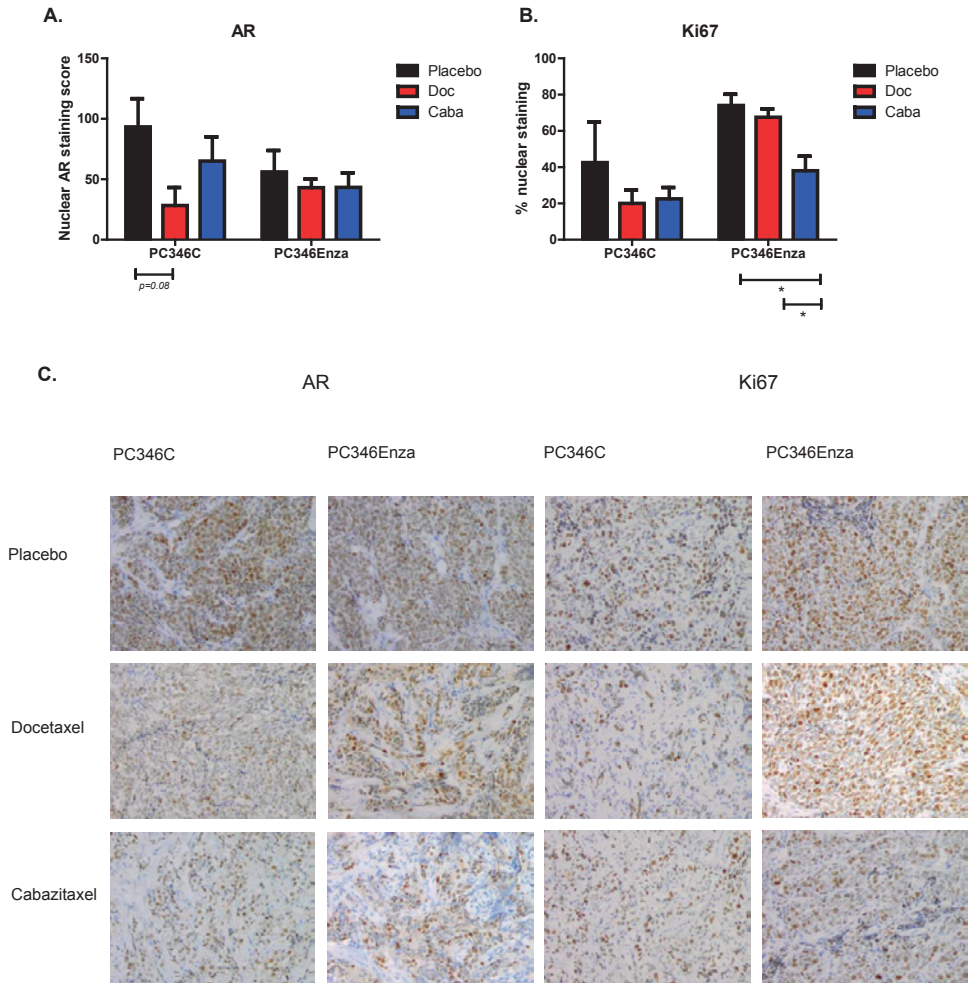 A.
AR
Nuclear AR staining score
150
100
50
0
PC346C
PC346Enza
p=0.08
Placebo
Doc
Caba
B.
Ki67
% nuclear staining
80
60
40
20
0
PC346C
PC346Enza
*
*
Placebo
Doc
Caba
C.
AR
Ki67
PC346C
PC346Enza
PC346C
PC346Enza
Placebo
Docetaxel
Cabazitaxel